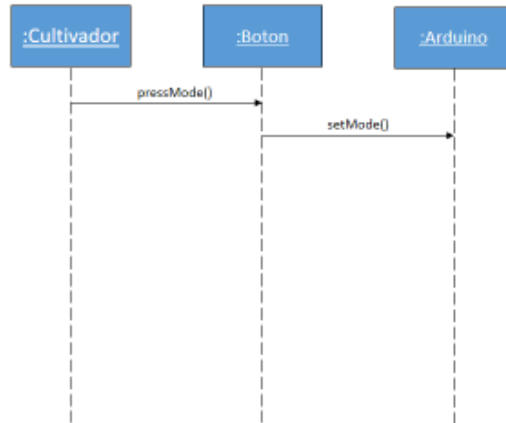 :Cultivador
:Boton
:Arduino
pressMode()
setMode()